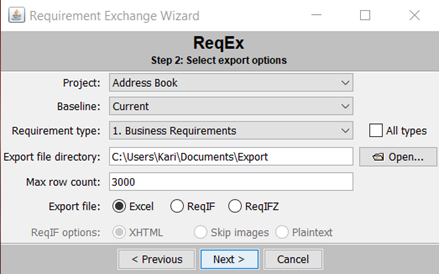 Requirement Exchange Wizard
ReqEx
Step 2: Select export options
Project: Address Book
Baseline: Current
Requirement type: 1. Business Requirements All types
Export file directory: C:\Users\Kari\Documents\Export Open...
Max row count: 3000
Export file: Excel ReqIF ReqIFZ
ReqIF options: XHTML Skip images Plaintext
< Previous Next > Cancel